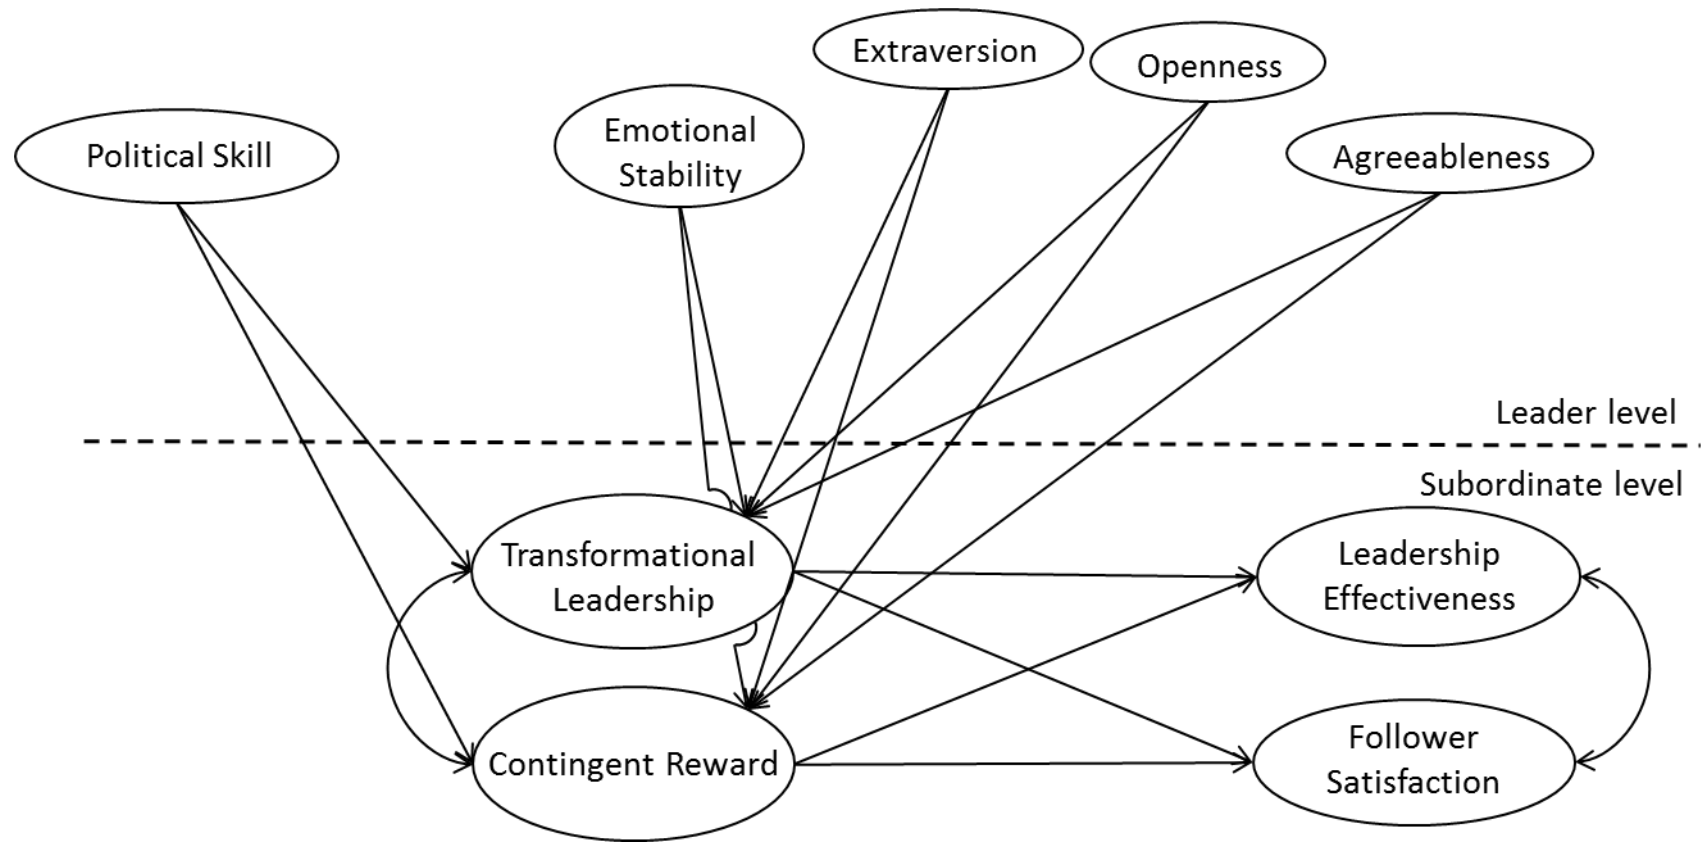 Extraversion
Openness
Emotional
Stability
Political Skill
Agreeableness
Leader level
Subordinate level
Transformational
Leadership
Leadership
Effectiveness
Contingent Reward
Follower
Satisfaction